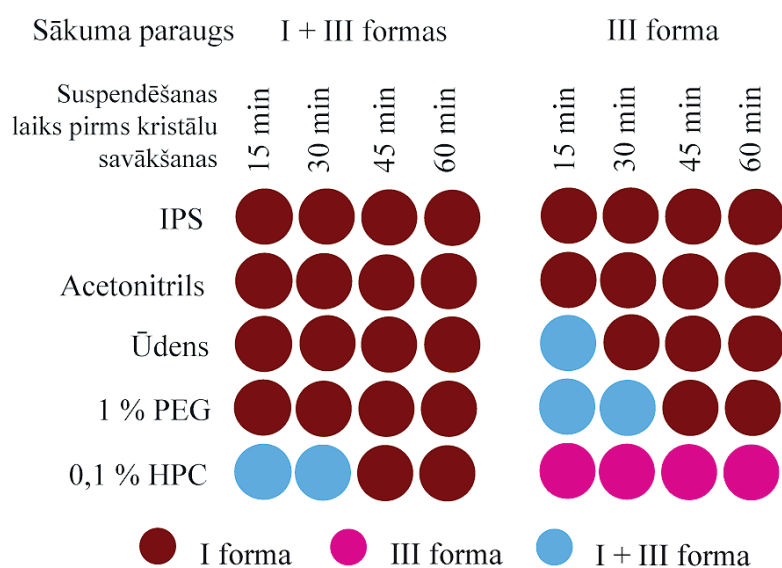 Sākuma paraugs I + III formas III forma
Suspendēšanas
laiks pirms kristālu
savākšanas
15 min 30 min 45 min 60 min 15 min 30 min 45 min 60 min
IPS
Acetonitrils
Ūdens
1 % PEG
0,1 % HPC
I forma III forma I + III forma